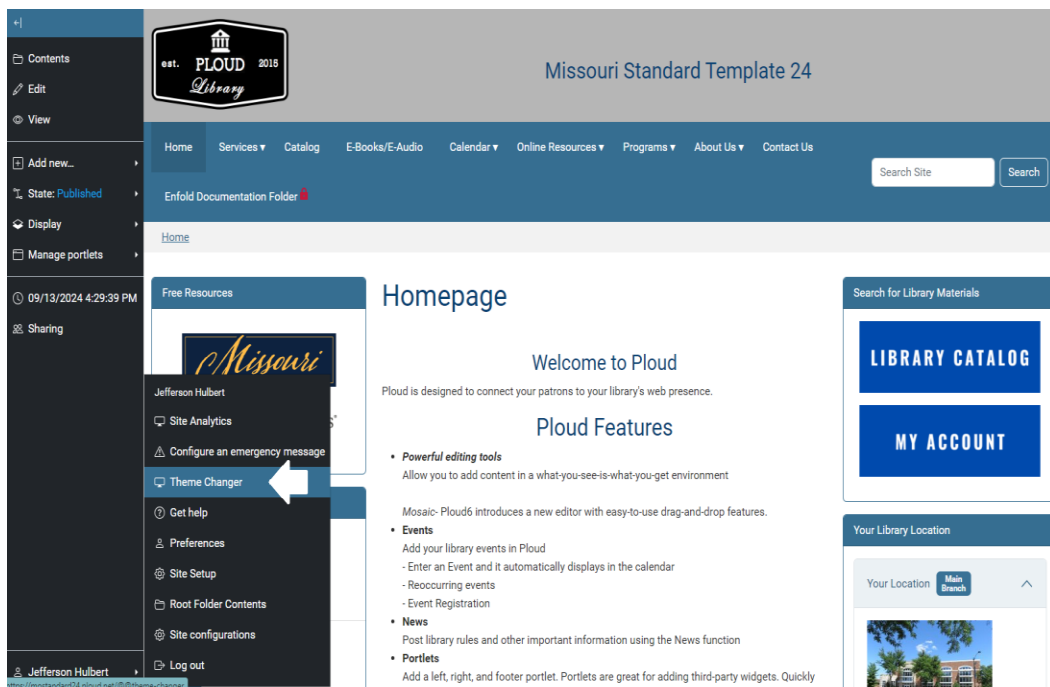 Contents
Edit
View
Add new...
State: Published
Display
Manage portlets
09/13/2024 4:29:39 PM
Sharing
Jefferson Hulbert
Jefferson Hulbert
Site Analytics
Configure an emergency message
Theme Changer
Get help
Preferences
Site Setup
Root Folder Contents
Site configurations
Log out
est. PLOUD 2015
Library
Missouri Standard Template 24
Home Services ▾ Catalog E-Books/E-Audio Calendar ▾ Online Resources ▾ Programs ▾ About Us ▾ Contact Us
Enfold Documentation Folder
Search Site Search
Home
Free Resources
Missouri
Homepage
Welcome to Ploud
Ploud is designed to connect your patrons to your library's web presence.
Ploud Features
• Powerful editing tools
Allow you to add content in a what-you-see-is-what-you-get environment
Mosaic- Ploud6 introduces a new editor with easy-to-use drag-and-drop features.
• Events
Add your library events in Ploud
- Enter an Event and it automatically displays in the calendar
- Reoccurring events
- Event Registration
• News
Post library rules and other important information using the News function
• Portlets
Add a left, right, and footer portlet. Portlets are great for adding third-party widgets. Quickly
Search for Library Materials
LIBRARY CATALOG
MY ACCOUNT
Your Library Location
Your Location Main
Branch